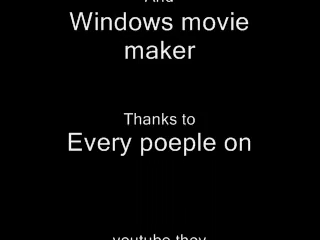 And
Windows movie
maker
Thanks to
Every poeple on
youtube they